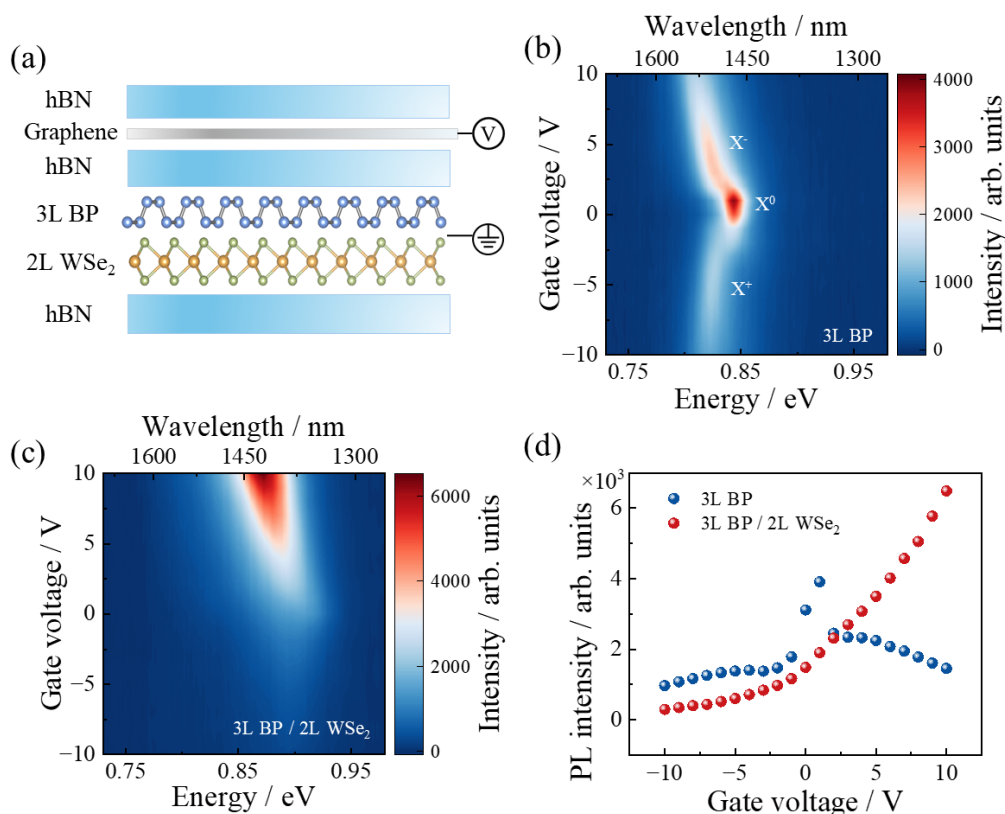 (a)
hBN
Graphene
V
hBN
3L BP
2L WSe₂
hBN
(b)
Wavelength / nm
1600 1450 1300
10
5
0
−5
−10
Gate voltage / V
X⁻
X⁰
X⁺
3L BP
0.75 0.85 0.95
Energy / eV
4000
3000
2000
1000
0
Intensity / arb. units
(c)
Wavelength / nm
1600 1450 1300
10
5
0
−5
−10
Gate voltage / V
3L BP / 2L WSe₂
0.75 0.85 0.95
Energy / eV
6000
4000
2000
0
Intensity / arb. units
(d)
×10³
6
4
2
0
PL intensity / arb. units
3L BP
3L BP / 2L WSe₂
−10 −5 0 5 10
Gate voltage / V